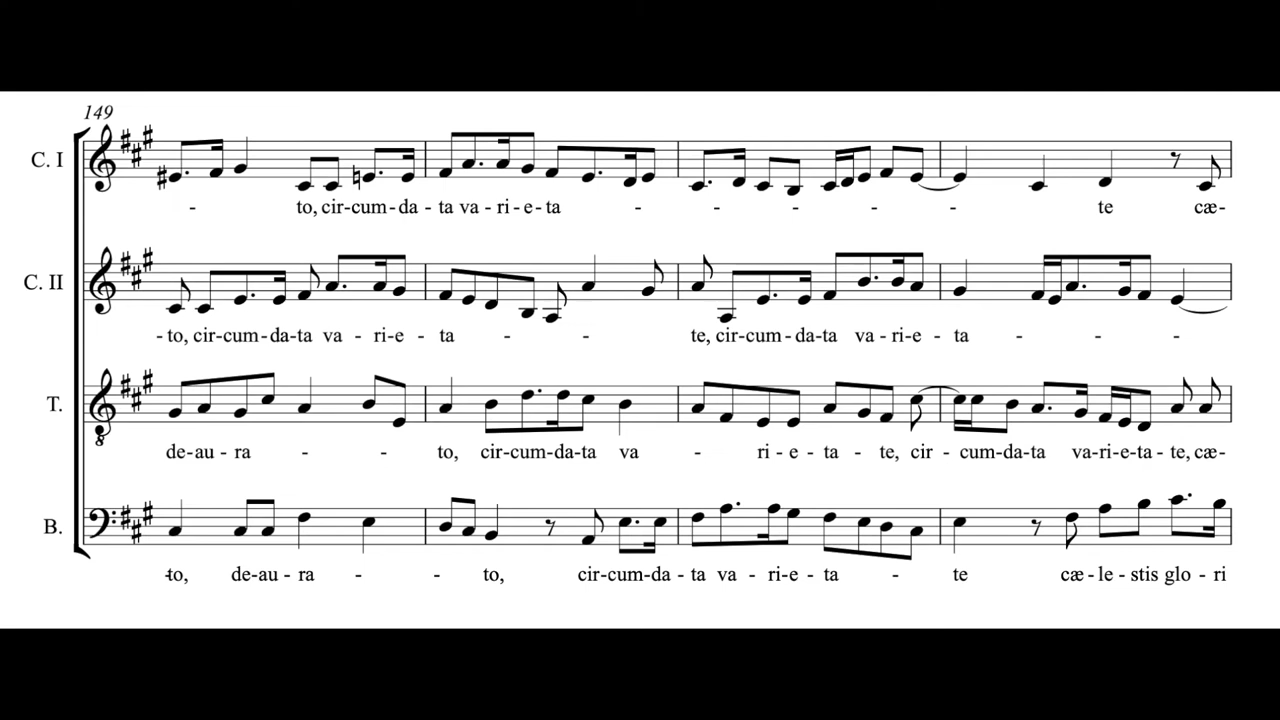 149
C. I
- to, cir-cum-da - ta va - ri - e - ta - - - - - te cæ-
C. II
- to, cir-cum-da-ta va - ri-e - ta - - te, cir-cum-da-ta va - ri-e - ta - - -
T.
de-au - ra - - to, cir-cum-da-ta va - ri - e - ta - te, cir - cum-da-ta va-ri-e-ta-te, cæ-
B.
-to, de-au - ra - - to, cir-cum-da - ta va - ri-e - ta - te cæ - le - stis glo - ri